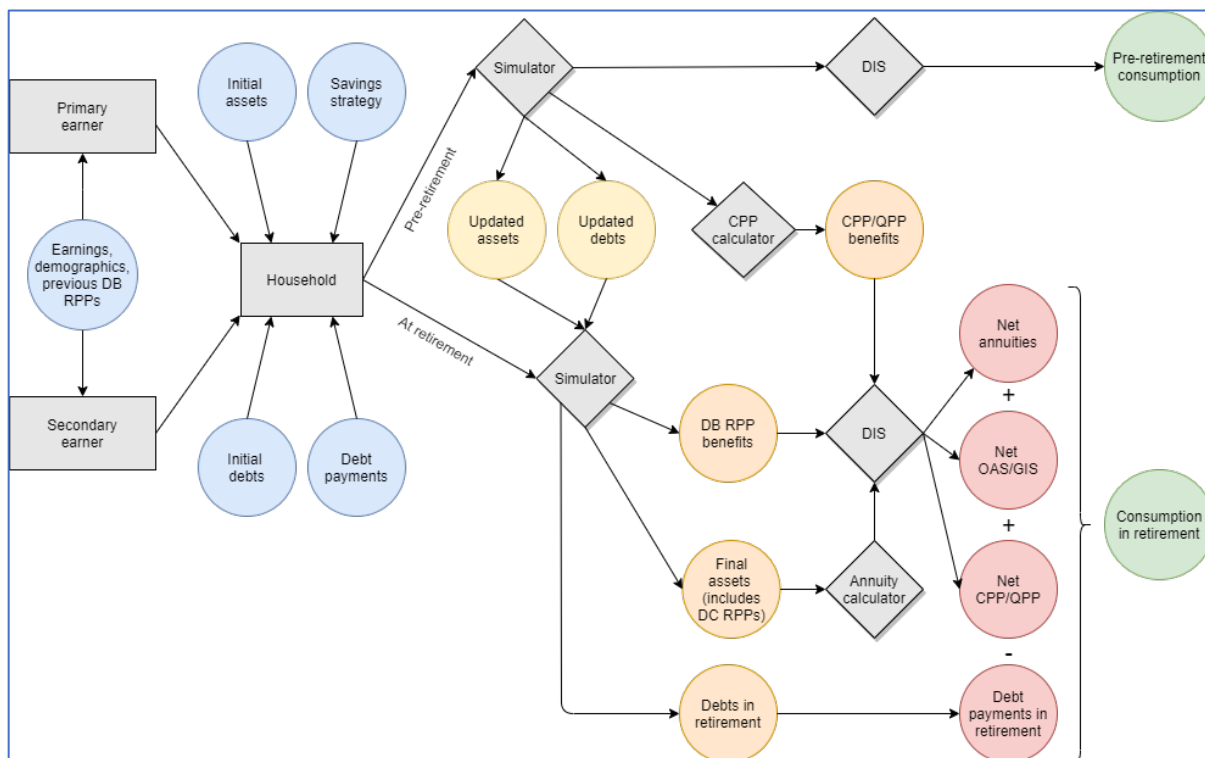 Simulator
DIS
Pre-retirement
consumption
Initial
assets
Savings
strategy
Primary
earner
Pre-retirement
Updated
assets
Updated
debts
CPP
calculator
CPP/QPP
benefits
Earnings,
demographics,
previous DB
RPPs
Household
At retirement
Net
annuities
+
Simulator
DB RPP
benefits
DIS
Net
OAS/GIS
+
Secondary
earner
Initial
debts
Debt
payments
Consumption
in retirement
Final
assets
(includes
DC RPPs)
Annuity
calculator
Net
CPP/QPP
-
Debts in
retirement
Debt
payments in
retirement